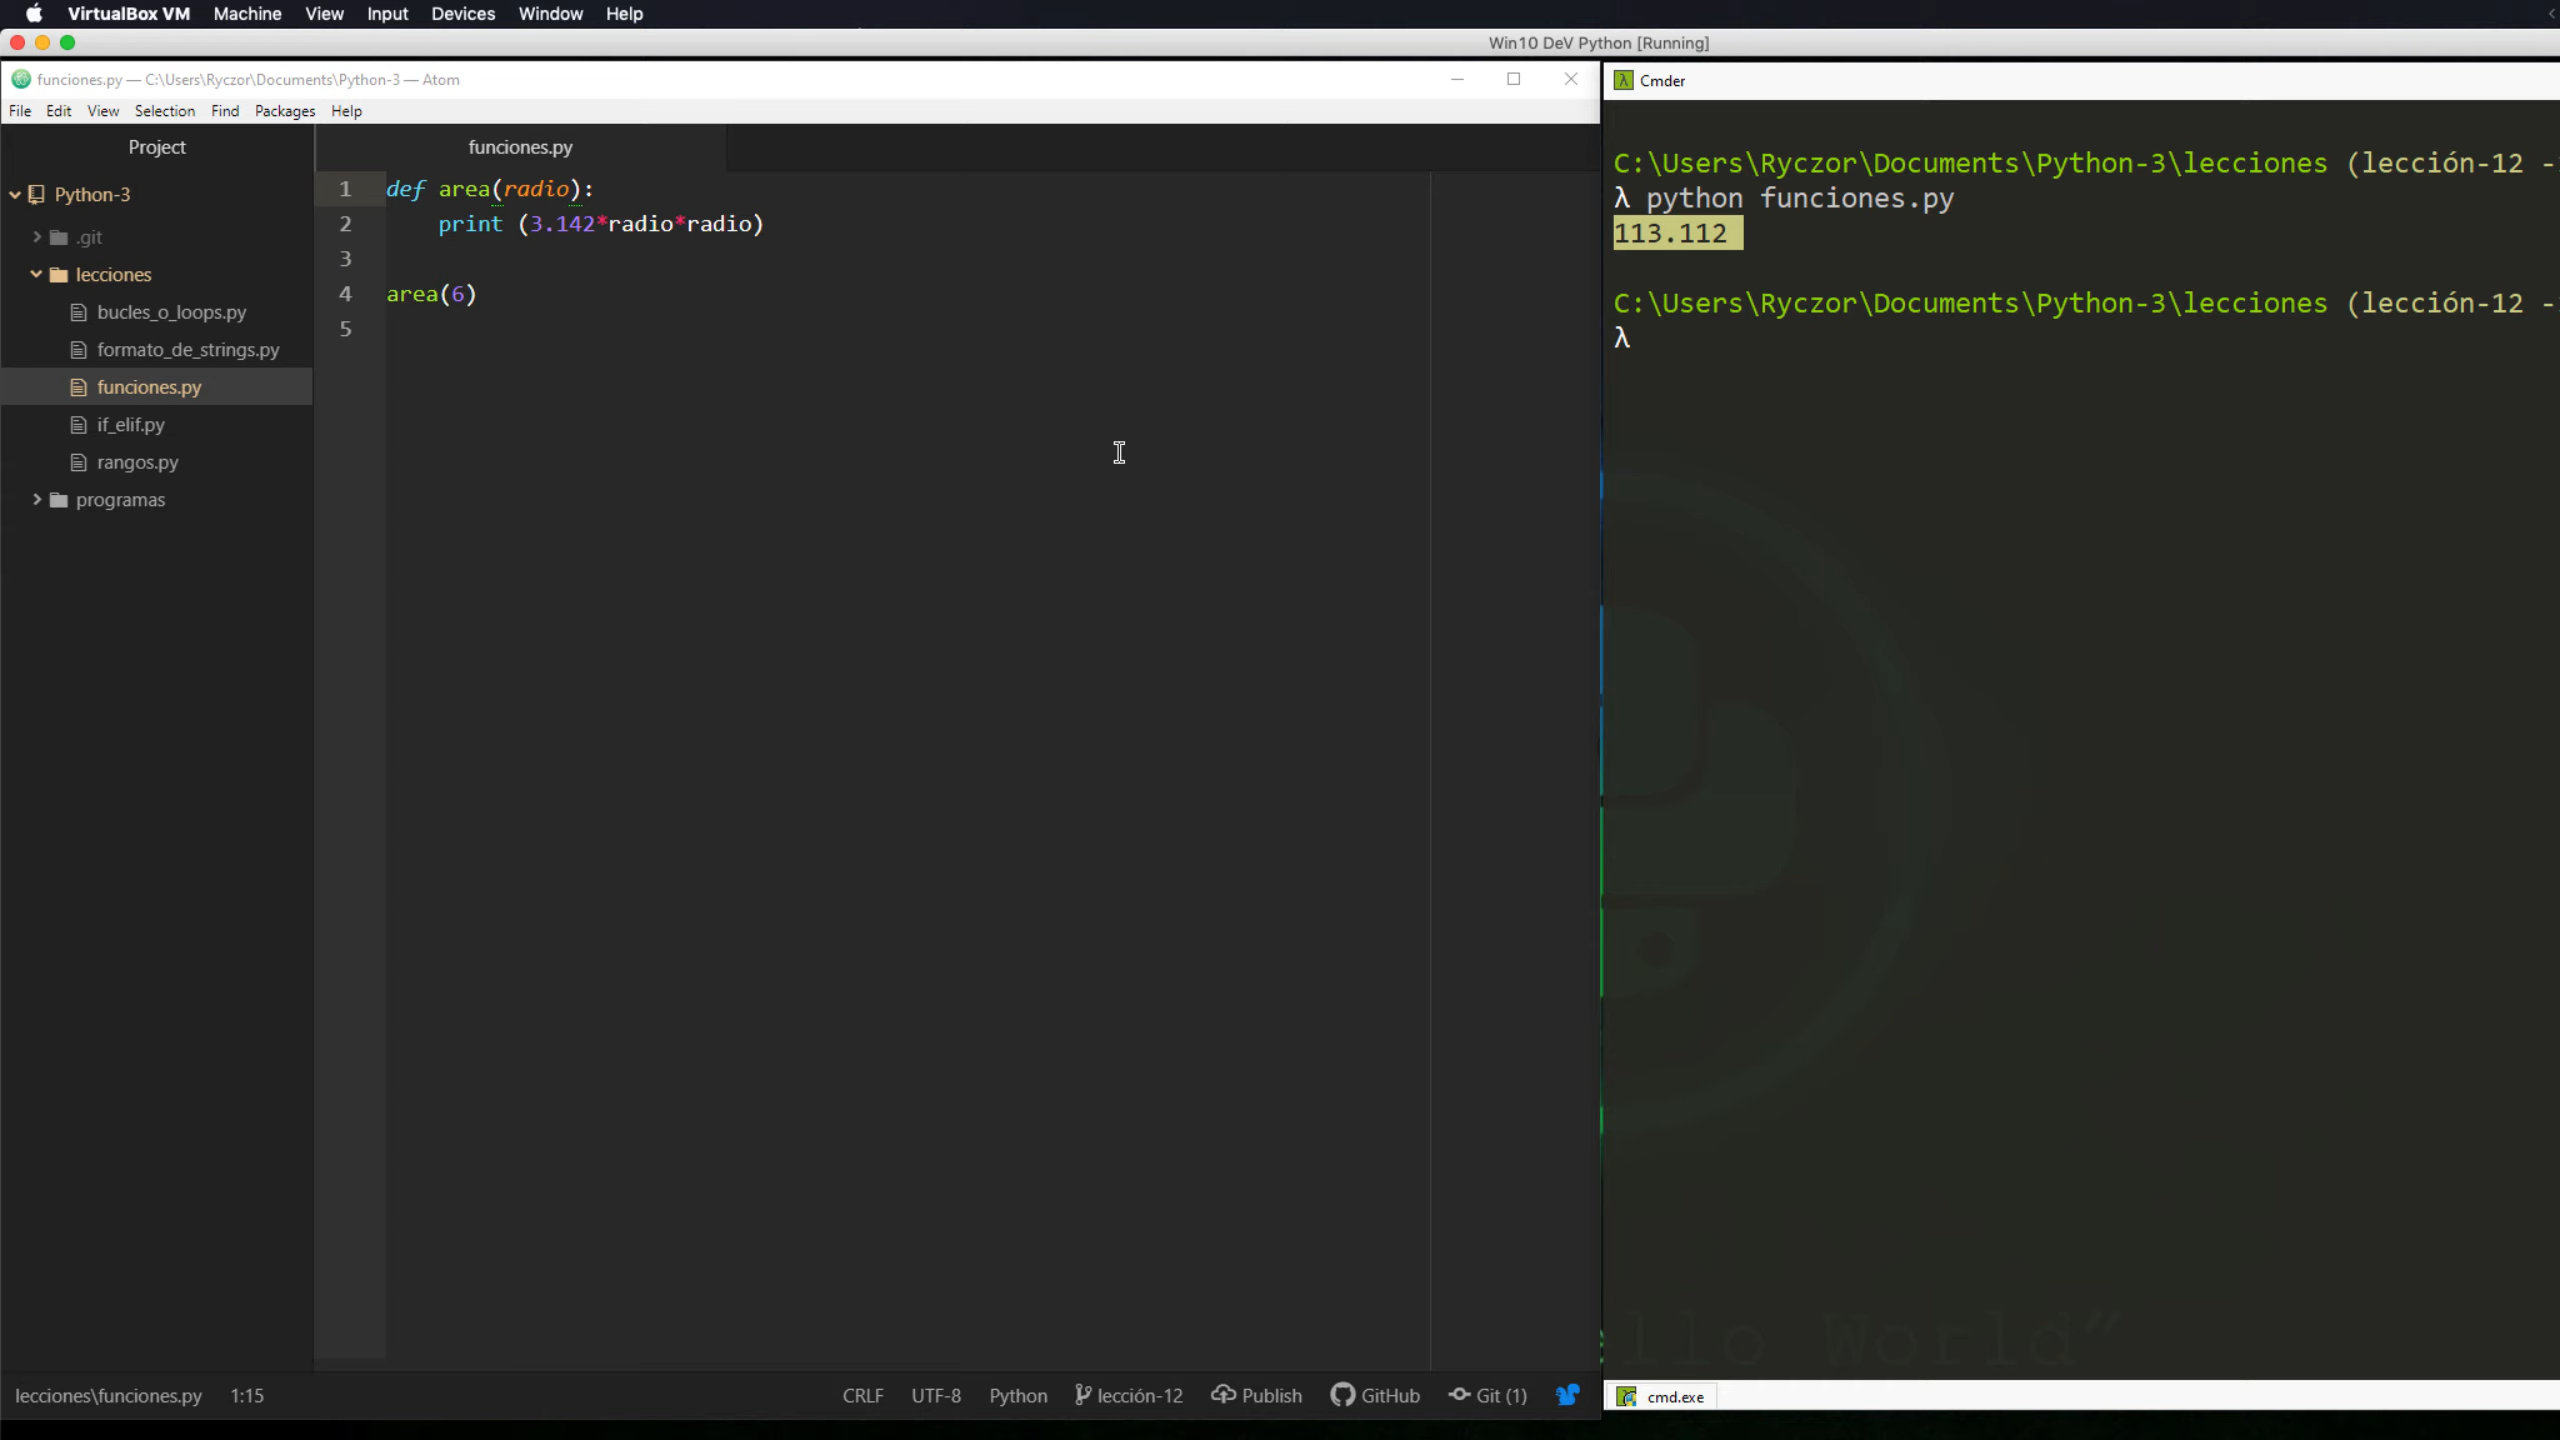 VirtualBox VM Machine View Input Devices Window Help
Win10 DeV Python [Running]
funciones.py — C:\Users\Ryczor\Documents\Python-3 — Atom
File Edit View Selection Find Packages Help
Project
Python-3
.git
lecciones
bucles_o_loops.py
formato_de_strings.py
funciones.py
if_elif.py
rangos.py
programas
funciones.py
1 def area(radio):
2 print (3.142*radio*radio)
3
4 area(6)
5
lecciones\funciones.py 1:15 CRLF UTF-8 Python lección-12 Publish GitHub Git (1)
Cmder
C:\Users\Ryczor\Documents\Python-3\lecciones (lección-12 -
λ python funciones.py
113.112
C:\Users\Ryczor\Documents\Python-3\lecciones (lección-12 -
λ
ello World”
cmd.exe